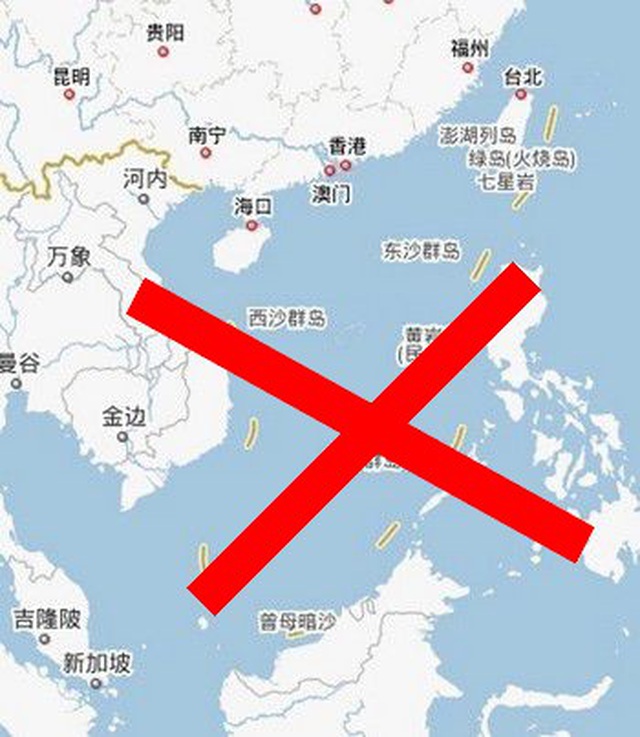 贵阳
福州
昆明
台北
南宁
香港
澎湖列岛
绿岛(火烧岛)
七星岩
河内
澳门
海口
万象
东沙群岛
西沙群岛
黄岩
(民
曼谷
金边
群岛
曾母暗沙
吉隆陂
新加坡